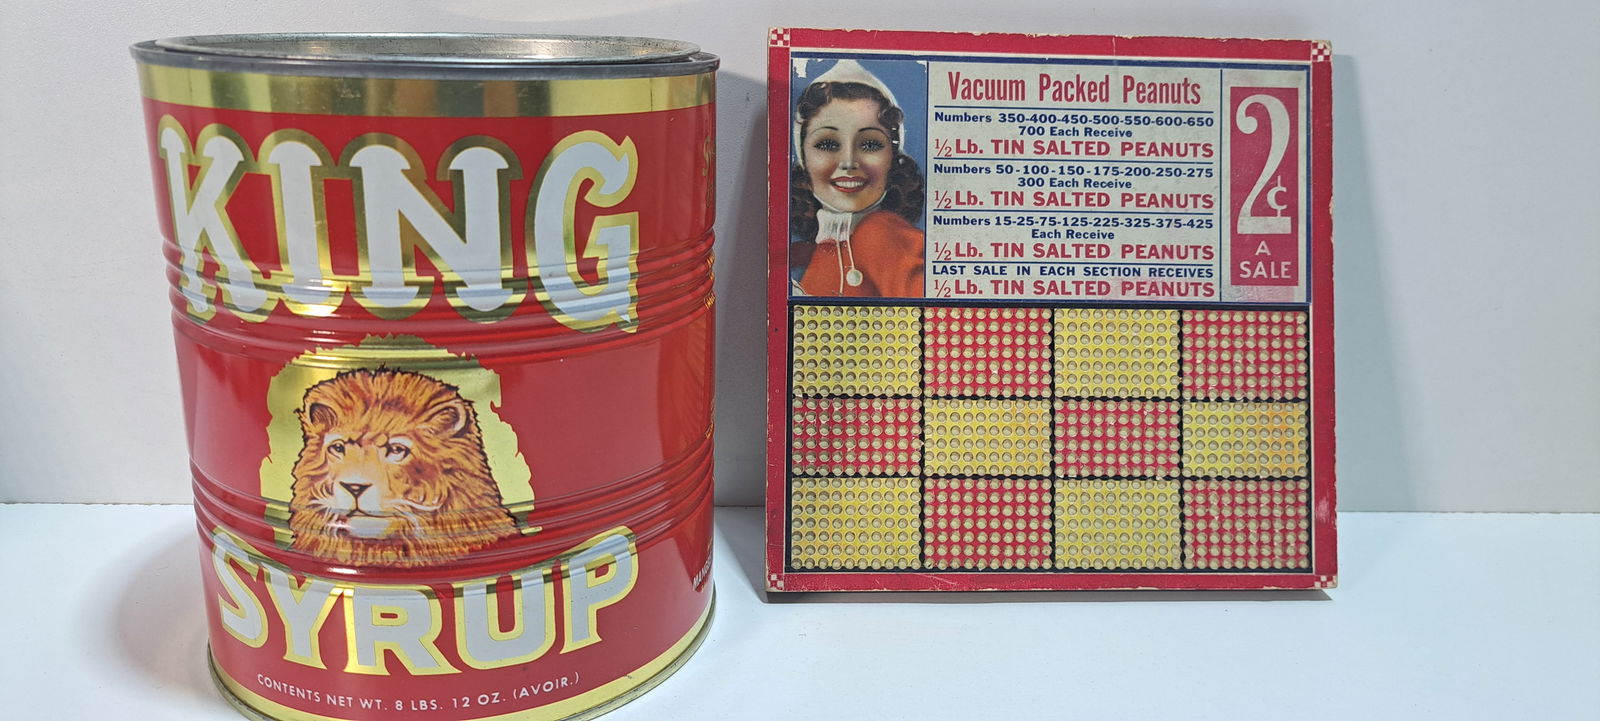 KING
SYRUP
CONTENTS NET WT. 8 LBS. 12 OZ. (AVOIR.)
Vacuum Packed Peanuts
Numbers 350-400-450-500-550-600-650
700 Each Receive
½ Lb. TIN SALTED PEANUTS
Numbers 50-100-150-175-200-250-275
300 Each Receive
½ Lb. TIN SALTED PEANUTS
Numbers 15-25-75-125-225-325-375-425
Each Receive
½ Lb. TIN SALTED PEANUTS
LAST SALE IN EACH SECTION RECEIVES
½ Lb. TIN SALTED PEANUTS
2¢
A
SALE